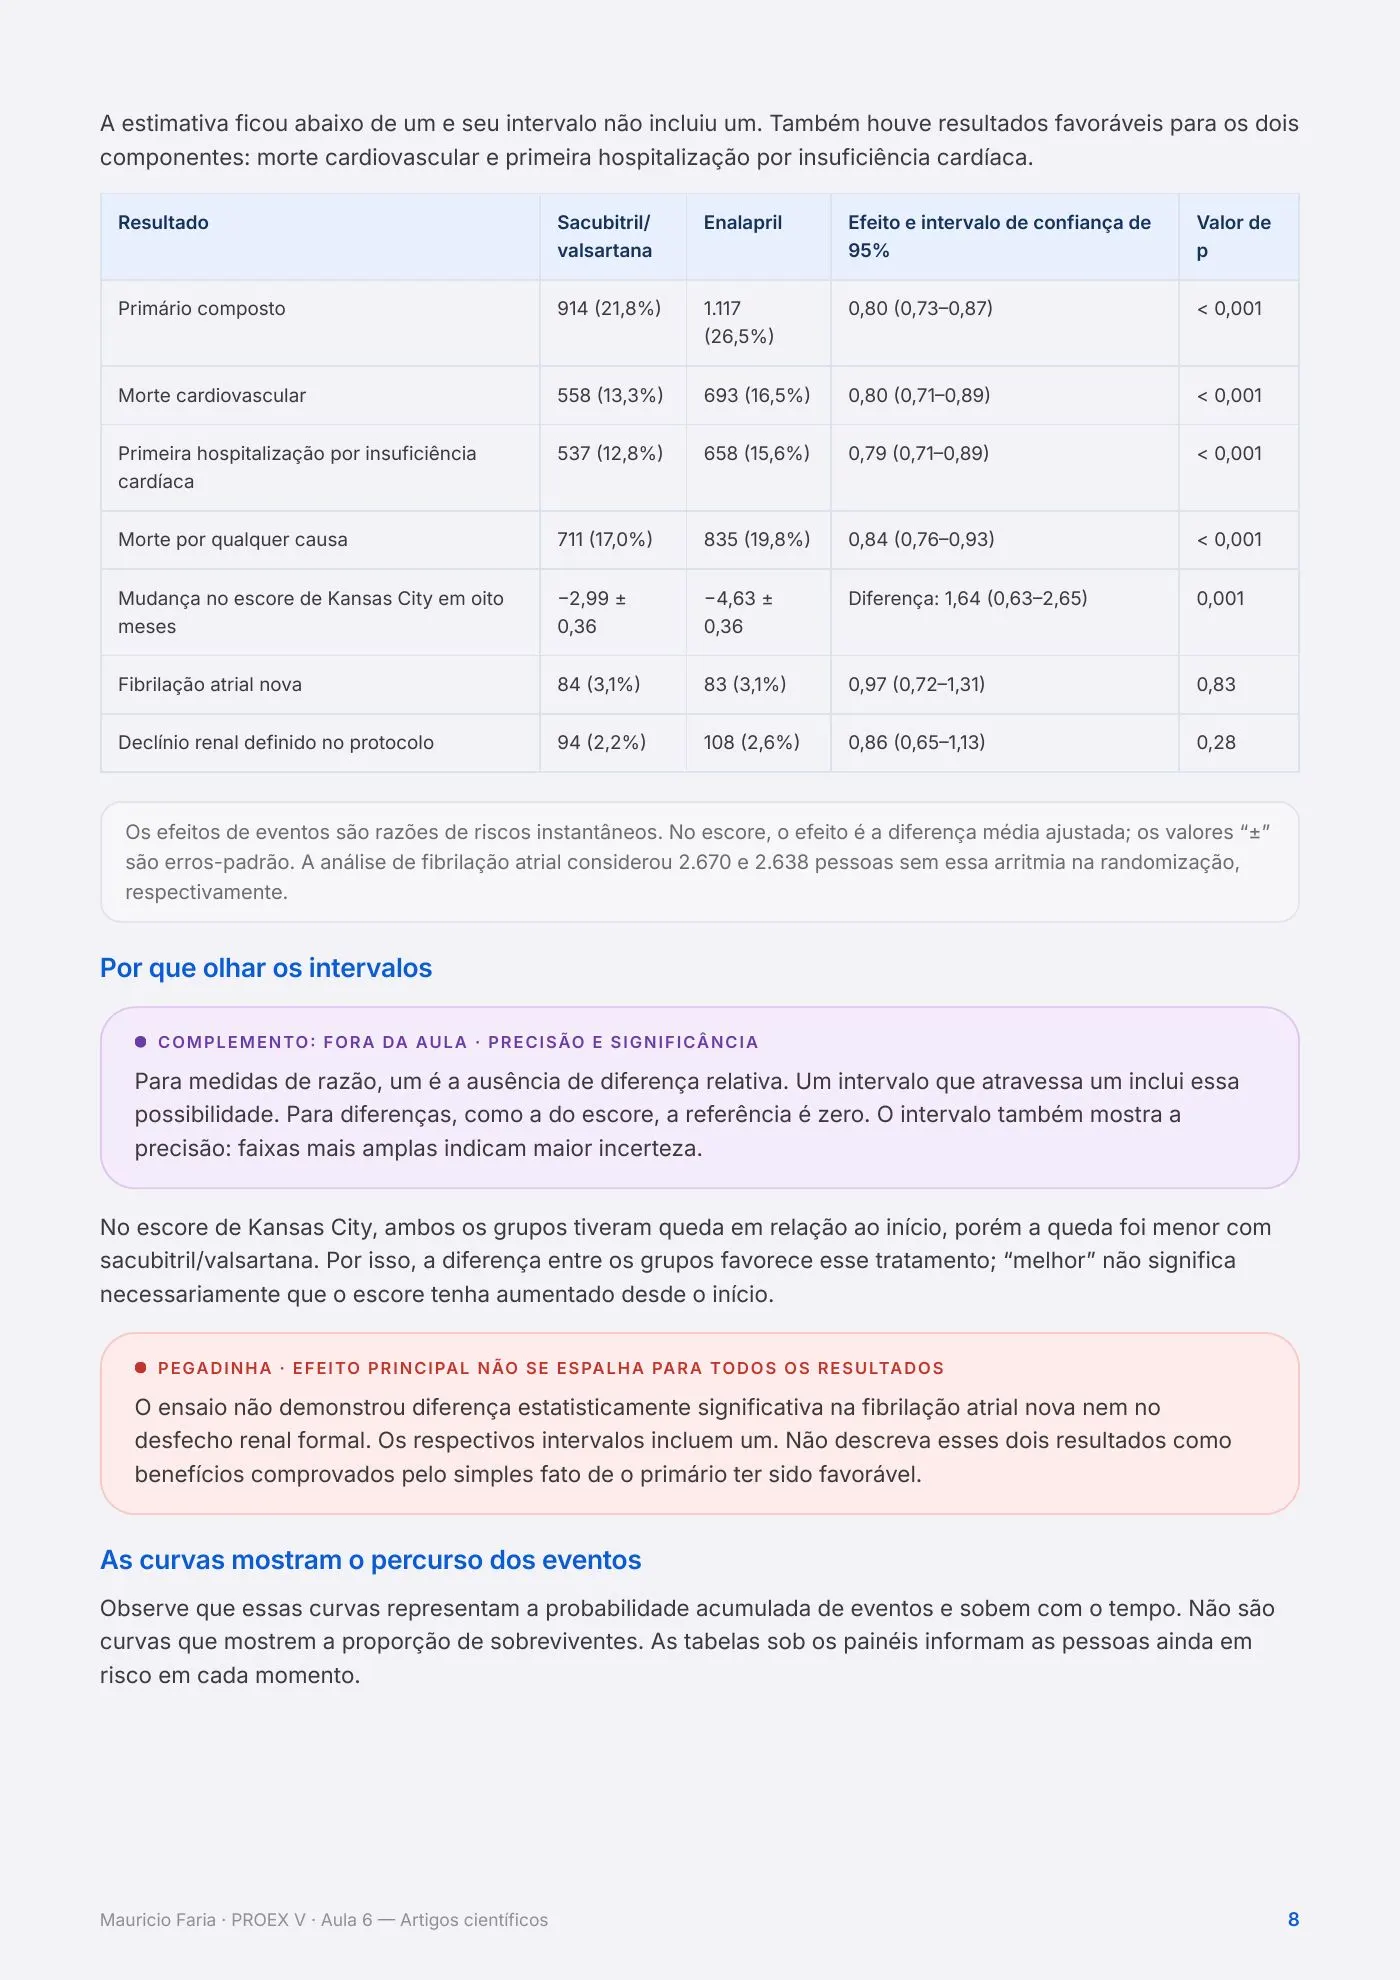 A estimativa ficou abaixo de um e seu intervalo não incluiu um. Também houve resultados favoráveis para os dois
componentes: morte cardiovascular e primeira hospitalização por insuficiência cardíaca.
Resultado
Sacubitril/
valsartana
Enalapril
Efeito e intervalo de confiança de
95%
Valor de
p
Primário composto
914 (21,8%)
1.117
(26,5%)
0,80 (0,73–0,87)
< 0,001
Morte cardiovascular
558 (13,3%)
693 (16,5%)
0,80 (0,71–0,89)
< 0,001
Primeira hospitalização por insuficiência
cardíaca
537 (12,8%)
658 (15,6%)
0,79 (0,71–0,89)
< 0,001
Morte por qualquer causa
711 (17,0%)
835 (19,8%)
0,84 (0,76–0,93)
< 0,001
Mudança no escore de Kansas City em oito
meses
−2,99 ±
0,36
−4,63 ±
0,36
Diferença: 1,64 (0,63–2,65)
0,001
Fibrilação atrial nova
84 (3,1%)
83 (3,1%)
0,97 (0,72–1,31)
0,83
Declínio renal definido no protocolo
94 (2,2%)
108 (2,6%)
0,86 (0,65–1,13)
0,28
Os efeitos de eventos são razões de riscos instantâneos. No escore, o efeito é a diferença média ajustada; os valores “±”
são erros-padrão. A análise de fibrilação atrial considerou 2.670 e 2.638 pessoas sem essa arritmia na randomização,
respectivamente.
Por que olhar os intervalos
COMPLEMENTO: FORA DA AULA · PRECISÃO E SIGNIFICÂNCIA
Para medidas de razão, um é a ausência de diferença relativa. Um intervalo que atravessa um inclui essa
possibilidade. Para diferenças, como a do escore, a referência é zero. O intervalo também mostra a
precisão: faixas mais amplas indicam maior incerteza.
No escore de Kansas City, ambos os grupos tiveram queda em relação ao início, porém a queda foi menor com
sacubitril/valsartana. Por isso, a diferença entre os grupos favorece esse tratamento; “melhor” não significa
necessariamente que o escore tenha aumentado desde o início.
PEGADINHA · EFEITO PRINCIPAL NÃO SE ESPALHA PARA TODOS OS RESULTADOS
O ensaio não demonstrou diferença estatisticamente significativa na fibrilação atrial nova nem no
desfecho renal formal. Os respectivos intervalos incluem um. Não descreva esses dois resultados como
benefícios comprovados pelo simples fato de o primário ter sido favorável.
As curvas mostram o percurso dos eventos
Observe que essas curvas representam a probabilidade acumulada de eventos e sobem com o tempo. Não são
curvas que mostrem a proporção de sobreviventes. As tabelas sob os painéis informam as pessoas ainda em
risco em cada momento.
Mauricio Faria · PROEX V · Aula 6 — Artigos científicos
8